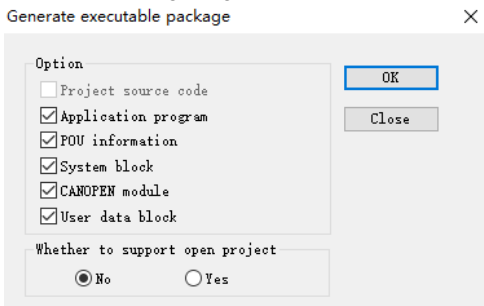 Generate executable package
Option
Project source code
OK
Application program
Close
POU information
System block
CANOPEN module
User data block
Whether to support open project
No
Yes